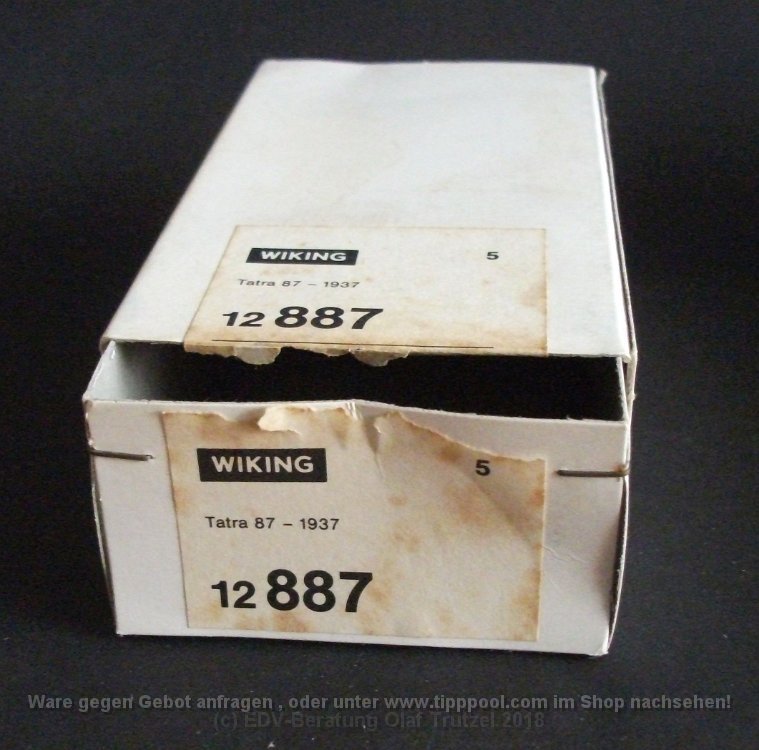 WIKING 5
Tatra 87 – 1937
12 887
WIKING 5
Tatra 87 – 1937
12 887
Ware gegen Gebot anfragen , oder unter www.tipppool.com im Shop nachsehen!
(c) EDV-Beratung Olaf Trutzel 2018